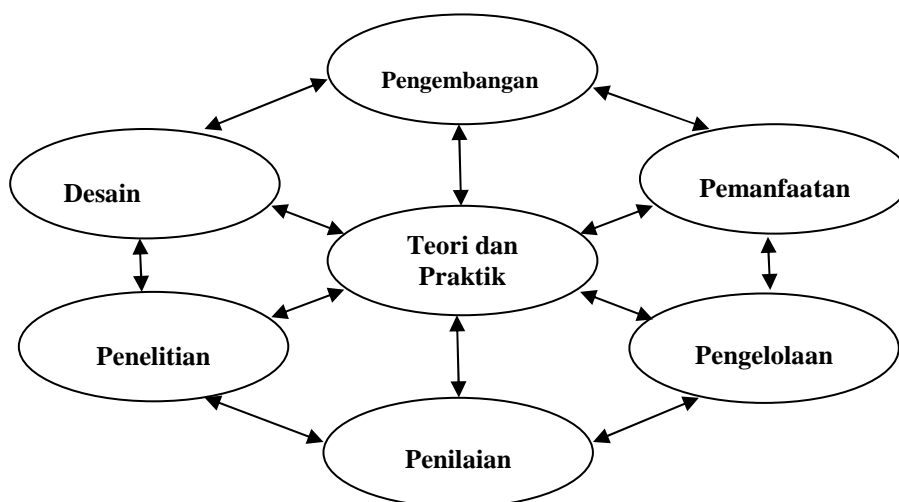 Pengembangan
Desain
Pemanfaatan
Teori dan
Praktik
Penelitian
Pengelolaan
Penilaian